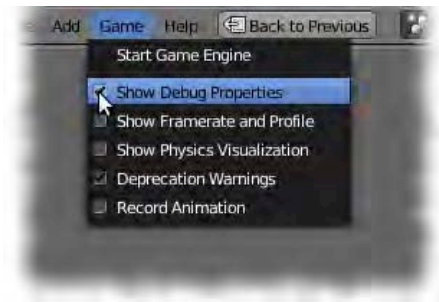 Add Game Help Back to Previous
Start Game Engine
Show Debug Properties
Show Framerate and Profile
Show Physics Visualization
Deprecation Warnings
Record Animation